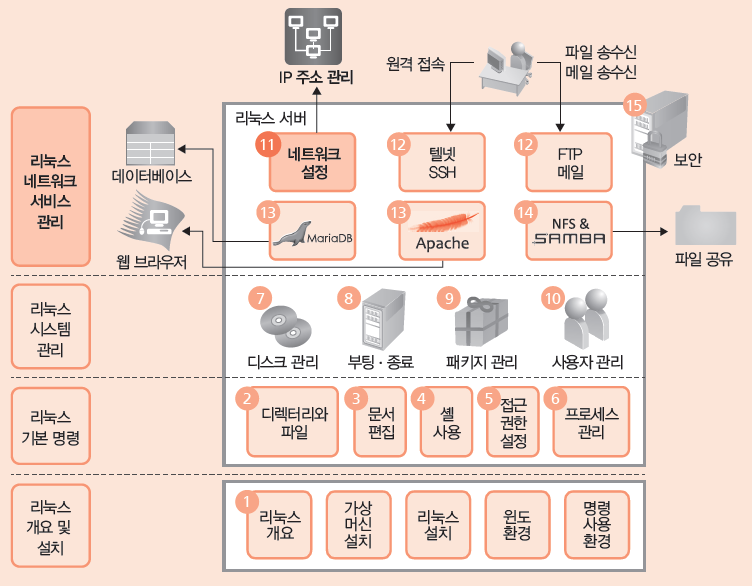 IP 주소 관리
원격 접속
파일 송수신
메일 송수신
리눅스 서버
15
보안
리눅스
네트워크
서비스
관리
데이터베이스
웹 브라우저
11
네트워크
설정
12
텔넷
SSH
12
FTP
메일
13
MariaDB
13
Apache
14
NFS &
SAMBA
파일 공유
리눅스
시스템
관리
7
디스크 관리
8
부팅 · 종료
9
패키지 관리
10
사용자 관리
리눅스
기본 명령
2
디렉터리와
파일
3
문서
편집
4
셸
사용
5
접근
권한
설정
6
프로세스
관리
리눅스
개요 및
설치
1
리눅스
개요
가상
머신
설치
리눅스
설치
윈도
환경
명령
사용
환경